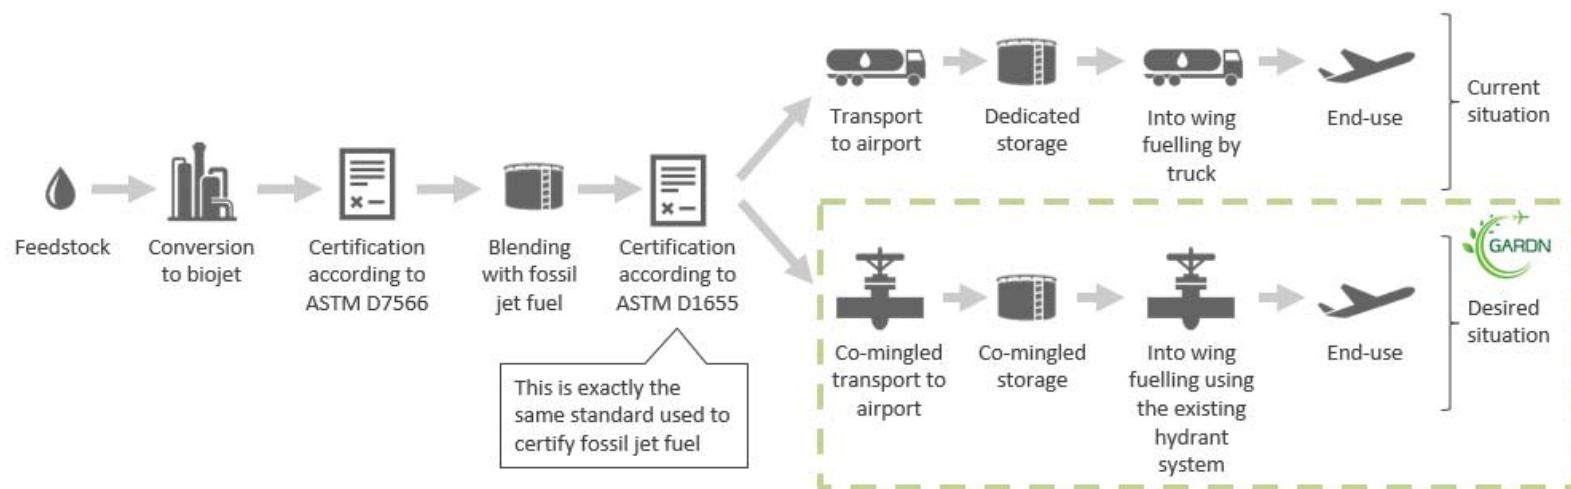 Feedstock
Conversion
to biojet
Certification
according to
ASTM D7566
Blending
with fossil
jet fuel
Certification
according to
ASTM D1655
This is exactly the
same standard used to
certify fossil jet fuel
Transport
to airport
Dedicated
storage
Into wing
fuelling by
truck
End-use
Current
situation
GARDN
Co-mingled
transport to
airport
Co-mingled
storage
Into wing
fuelling using
the existing
hydrant
system
End-use
Desired
situation